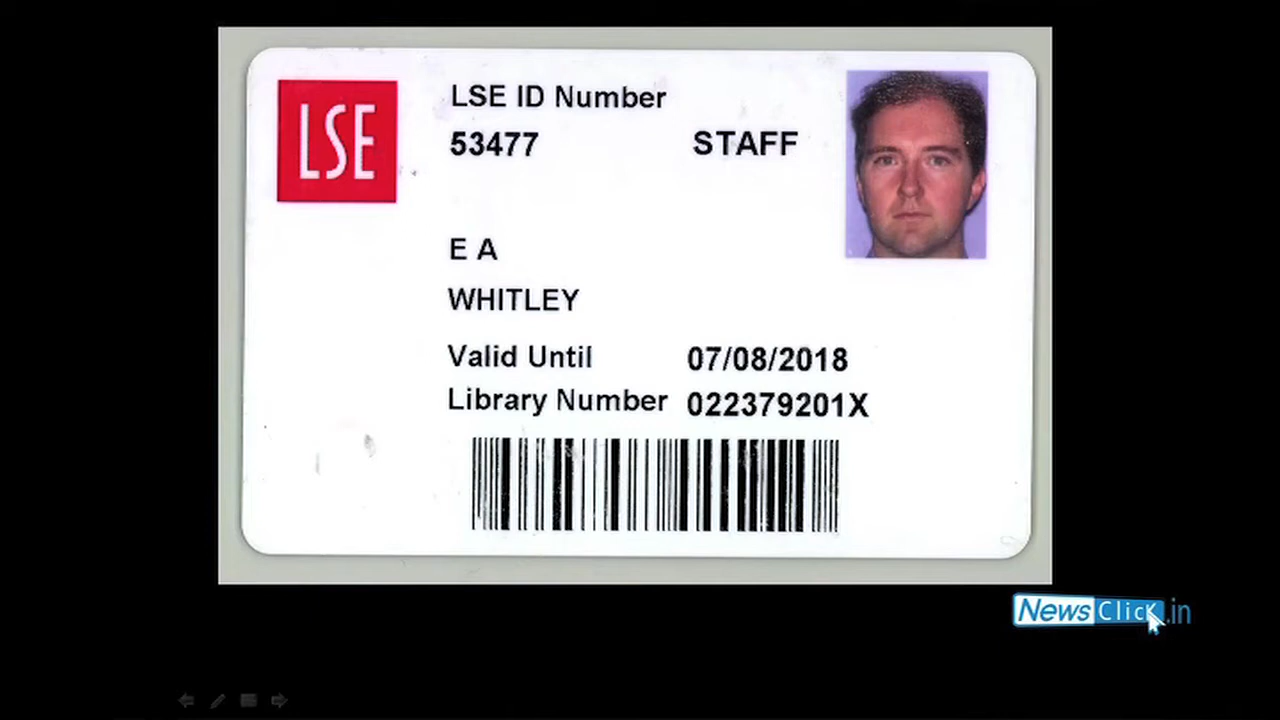 LSE
LSE ID Number
53477 STAFF
E A
WHITLEY
Valid Until 07/08/2018
Library Number 022379201X
NewsClick.in